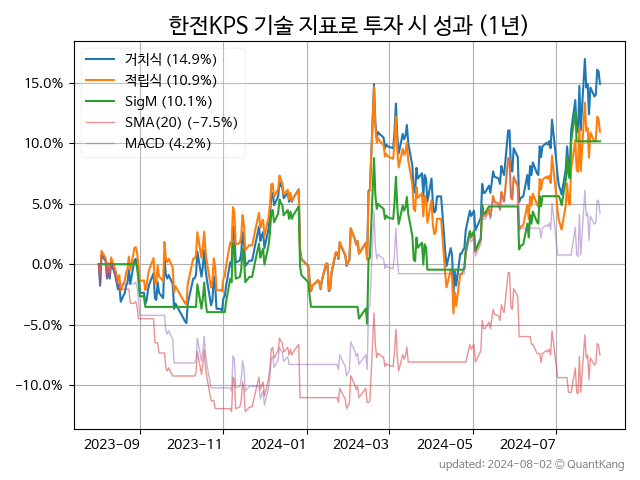 한전KPS 기술 지표로 투자 시 성과 (1년)
거치식 (14.9%)
적립식 (10.9%)
SigM (10.1%)
SMA(20) (−7.5%)
MACD (4.2%)
15.0%
10.0%
5.0%
0.0%
−5.0%
−10.0%
2023-09 2023-11 2024-01 2024-03 2024-05 2024-07
updated: 2024-08-02 © QuantKang